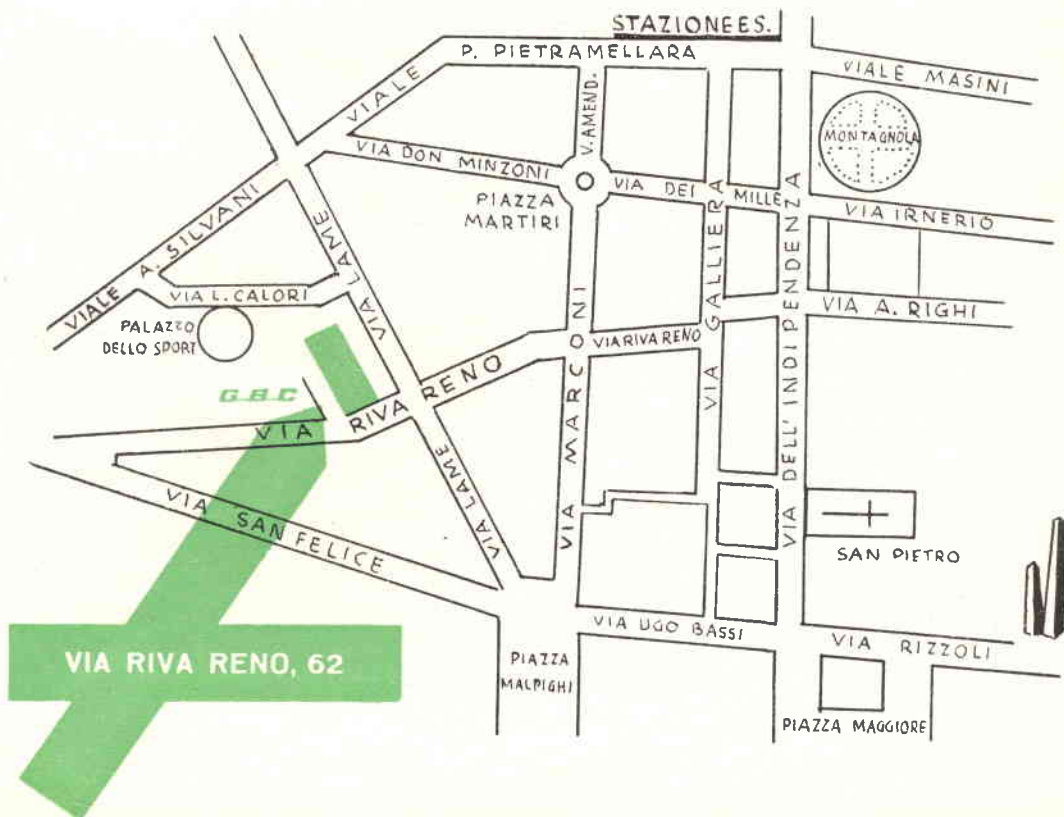 STAZIONE ES.
P. PIETRAMELLARA
VIALE
VIALE MASINI
V. AMEND.
MONTAGNOLA
VIA DON MINZONI
VIA DEI MILLE
PIAZZA
MARTIRI
VIA IRNERIO
VIALE A. SILVANI
VIA LAME
VIA L. CALORI
VIA GALLIERA
VIA DELL' INDIPENDENZA
VIA A. RIGHI
PALAZZO
DELLO SPORT
VIA MARCONI
VIA RIVA RENO
GBC
VIA RIVA RENO
VIA LAME
VIA SAN FELICE
SAN PIETRO
VIA UGO BASSI
VIA RIZZOLI
VIA RIVA RENO, 62
PIAZZA
MALPIGHI
PIAZZA MAGGIORE